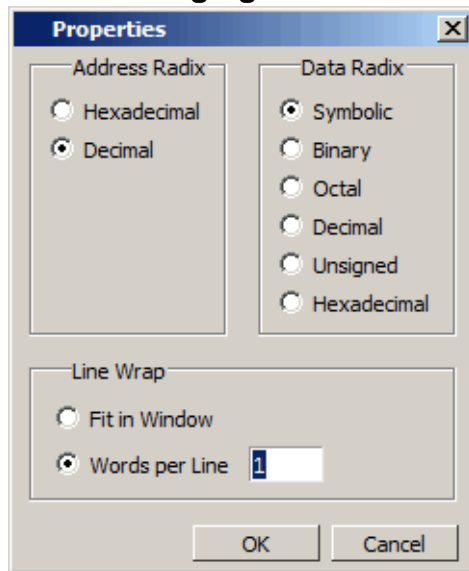 Properties
Address Radix
Hexadecimal
Decimal
Data Radix
Symbolic
Binary
Octal
Decimal
Unsigned
Hexadecimal
Line Wrap
Fit in Window
Words per Line 1
OK Cancel